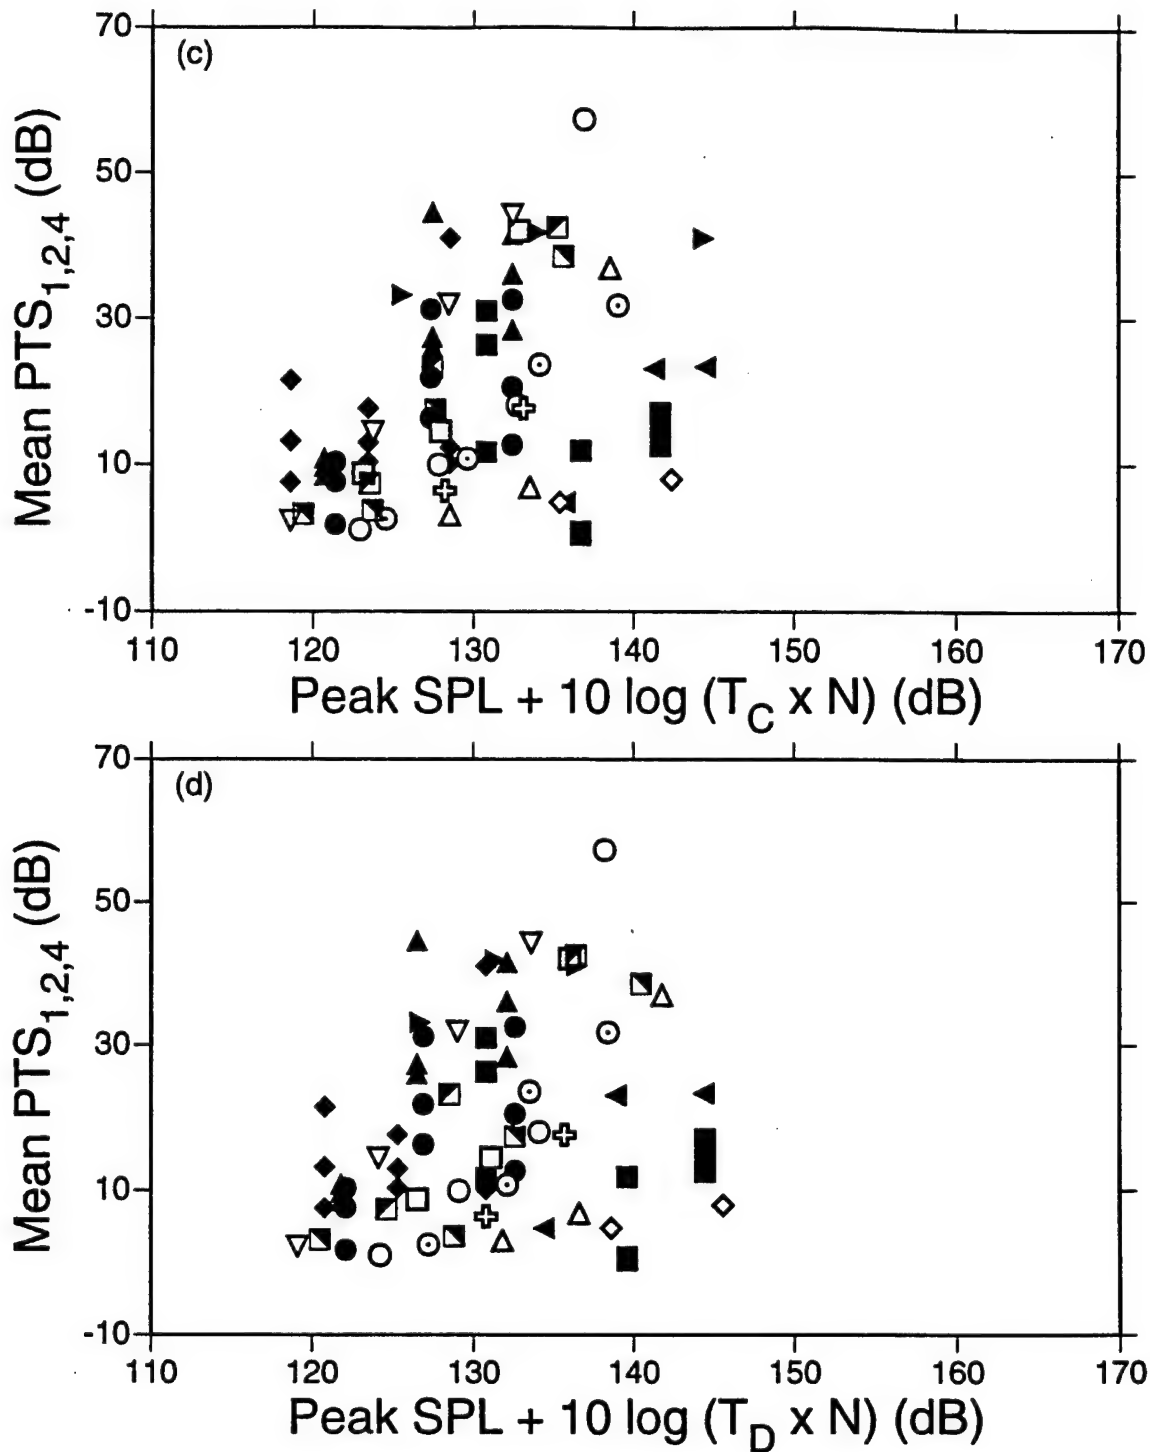 (c)
Mean PTS1,2,4 (dB)
70
50
30
10
-10
110 120 130 140 150 160 170
Peak SPL + 10 log (TC x N) (dB)
(d)
Mean PTS1,2,4 (dB)
70
50
30
10
-10
110 120 130 140 150 160 170
Peak SPL + 10 log (TD x N) (dB)